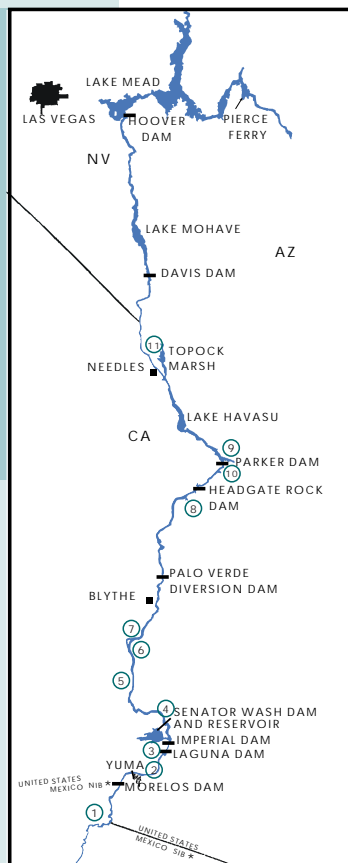 LAKE MEAD
LAS VEGAS
HOOVER
DAM
PIERCE
FERRY
NV
LAKE MOHAVE
AZ
DAVIS DAM
11
TOPOCK
MARSH
NEEDLES
LAKE HAVASU
CA
9
PARKER DAM
10
HEADGATE ROCK
DAM
8
PALO VERDE
DIVERSION DAM
BLYTHE
7
6
5
4
SENATOR WASH DAM
AND RESERVOIR
IMPERIAL DAM
3
LAGUNA DAM
YUMA
2
UNITED STATES
MEXICO NIB *
MORELOS DAM
1
UNITED STATES
MEXICO SIB *